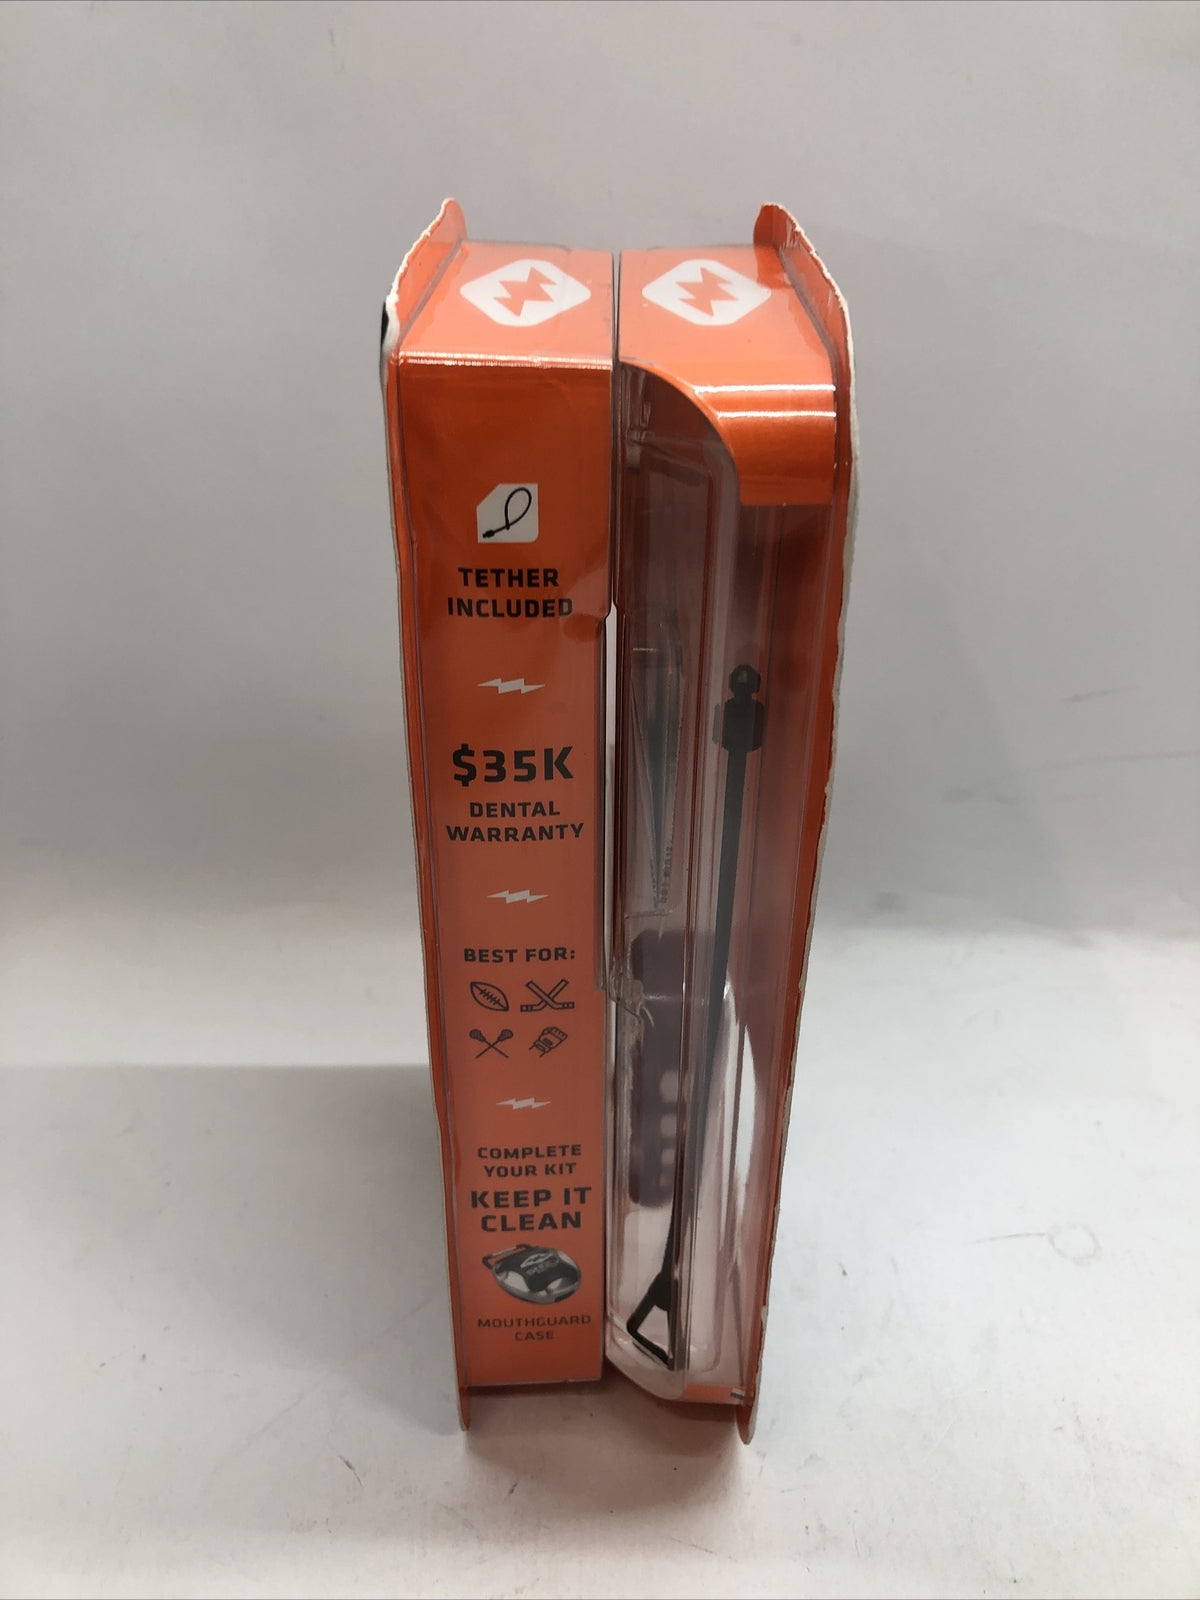 TETHER
INCLUDED
$35K
DENTAL
WARRANTY
BEST FOR:
COMPLETE
YOUR KIT
KEEP IT
CLEAN
MOUTHGUARD
CASE